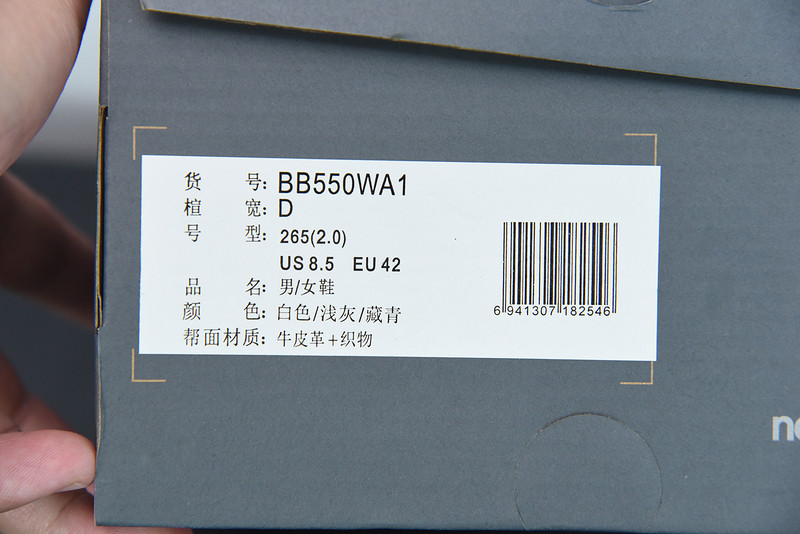 货 号: BB550WA1
楦 宽: D
号 型: 265(2.0)
US 8.5 EU 42
品 名: 男/女鞋
颜 色: 白色/浅灰/藏青
帮面材质: 牛皮革+织物
6 941307 182546